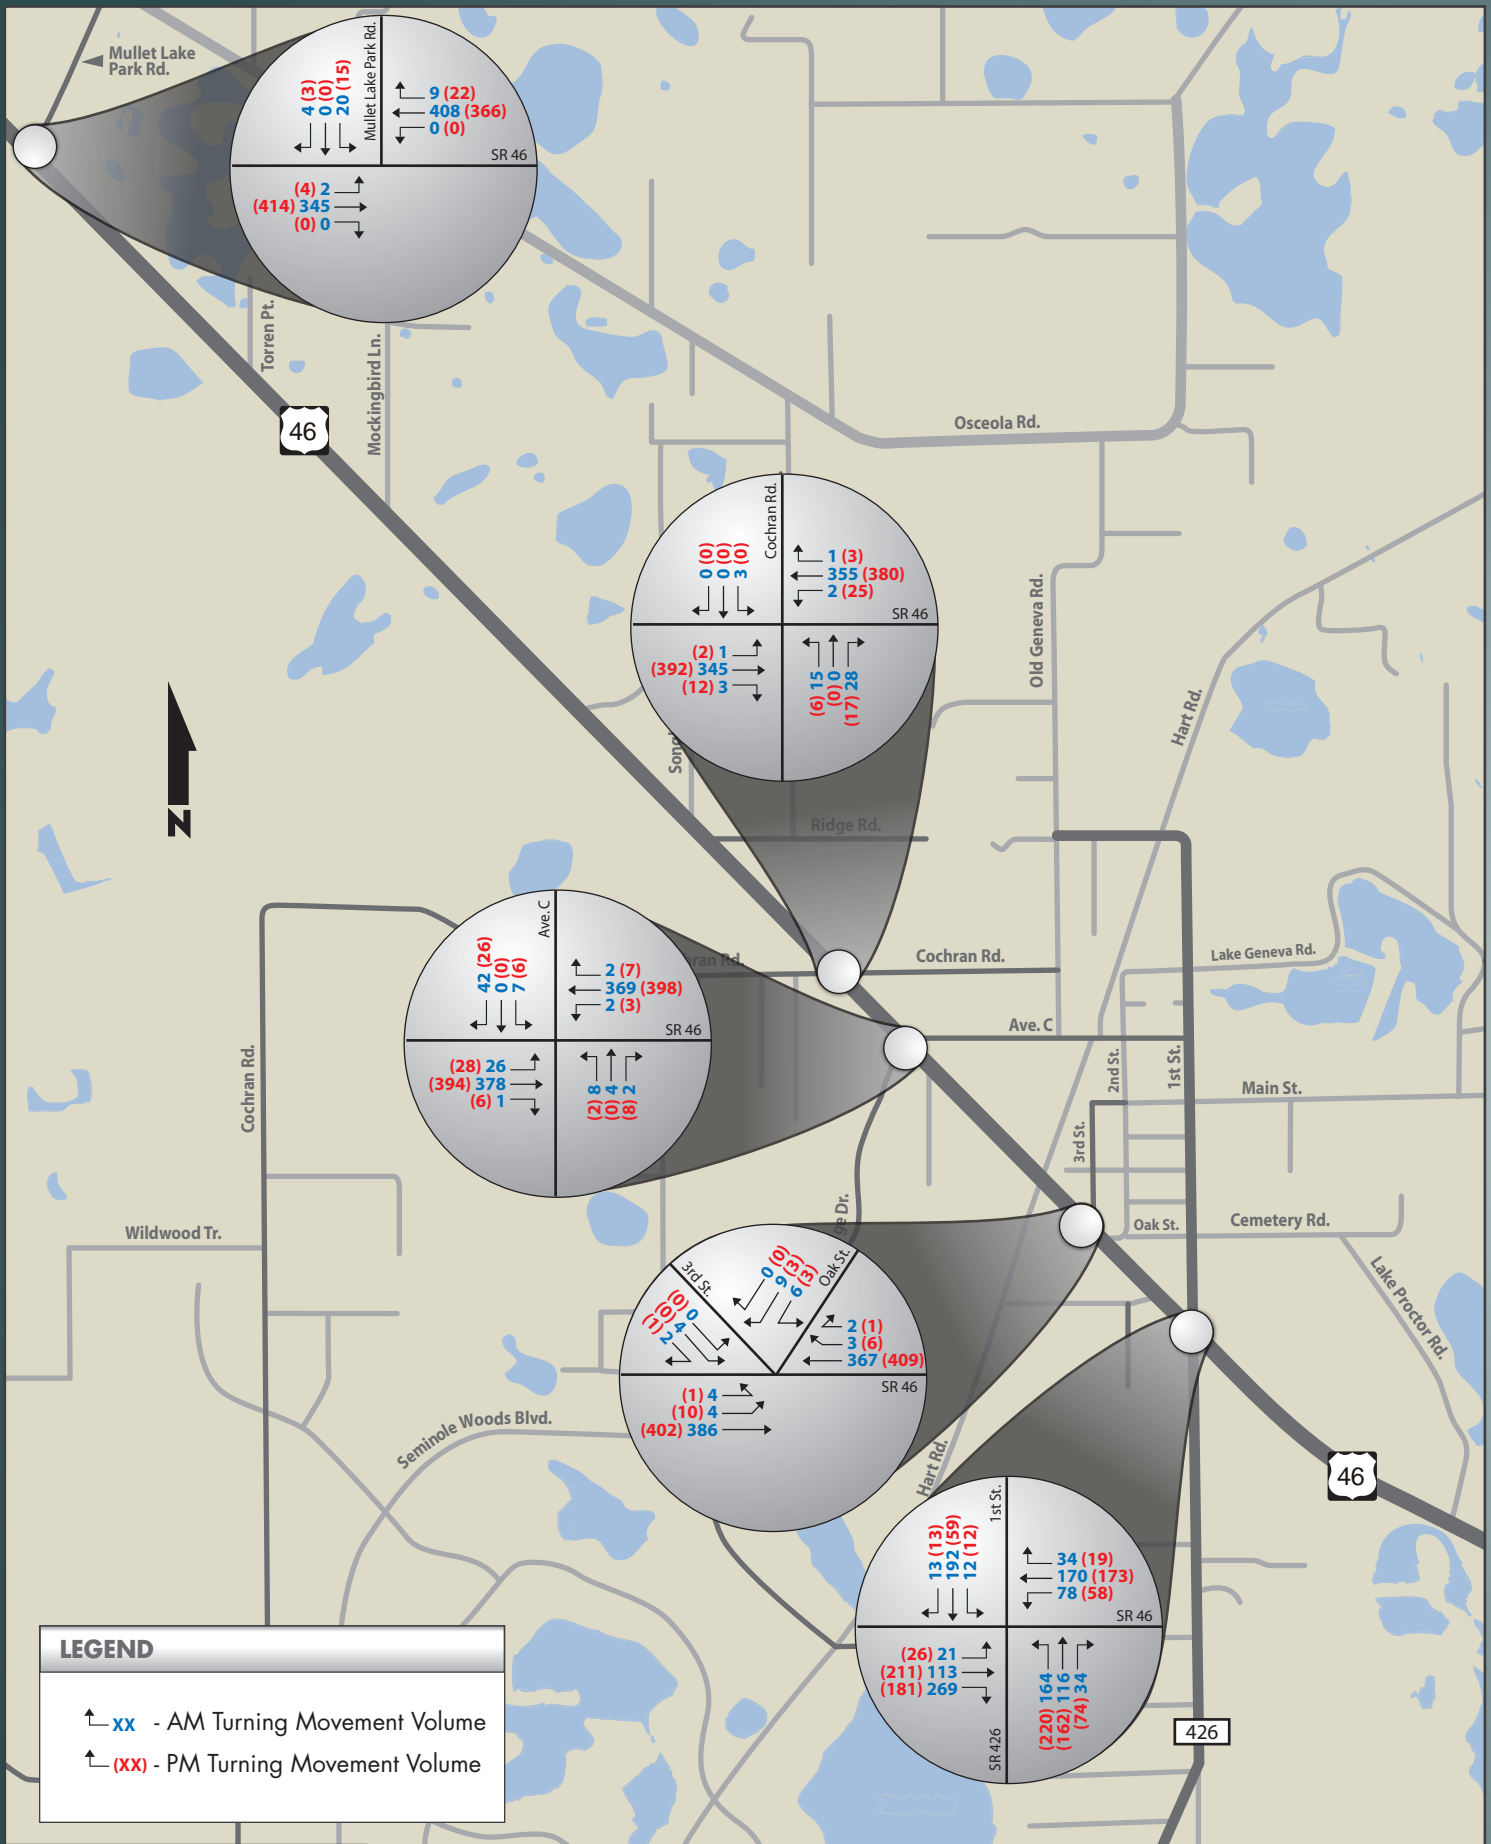 Mullet Lake
Park Rd.
Mullet Lake Park Rd.
4 (3)
0 (0)
20 (15)
9 (22)
408 (366)
0 (0)
SR 46
(4) 2
(414) 345
(0) 0
Torren Pt.
Mockingbird Ln.
46
Osceola Rd.
Cochran Rd.
0 (0)
0 (0)
3 (0)
1 (3)
355 (380)
2 (25)
SR 46
(2) 1
(392) 345
(12) 3
(6) 15
(0) 0
(17) 28
Old Geneva Rd.
Hart Rd.
N
Ridge Rd.
Ave. C
42 (26)
0 (0)
7 (6)
2 (7)
369 (398)
2 (3)
SR 46
(28) 26
(394) 378
(6) 1
(2) 8
(0) 4
(8) 2
Rd.
Cochran Rd.
Lake Geneva Rd.
Ave. C
2nd St.
1st St.
Main St.
3rd St.
Cochran Rd.
Wildwood Tr.
Oak St.
Cemetery Rd.
Lake Proctor Rd.
Dr.
3rd St.
Oak St.
0 (0)
9 (3)
6 (3)
(0) 0
(0) 4
(1) 2
2 (1)
3 (6)
367 (409)
SR 46
(1) 4
(10) 4
(402) 386
Seminole Woods Blvd.
Hart Rd.
46
1st St.
13 (13)
192 (59)
12 (12)
34 (19)
170 (173)
78 (58)
SR 46
(26) 21
(211) 113
(181) 269
SR 426
(220) 164
(162) 116
(74) 34
426
LEGEND
xx - AM Turning Movement Volume
(XX) - PM Turning Movement Volume